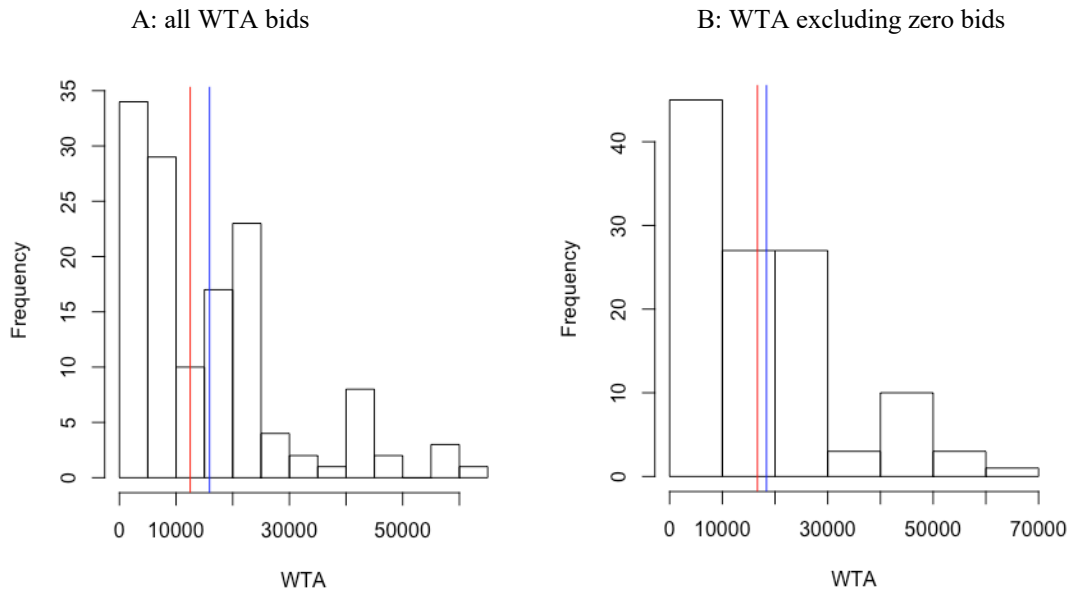 A: all WTA bids
35
30
25
20
15
10
5
0
Frequency
0 10000 30000 50000
WTA
B: WTA excluding zero bids
40
30
20
10
0
Frequency
0 10000 30000 50000 70000
WTA